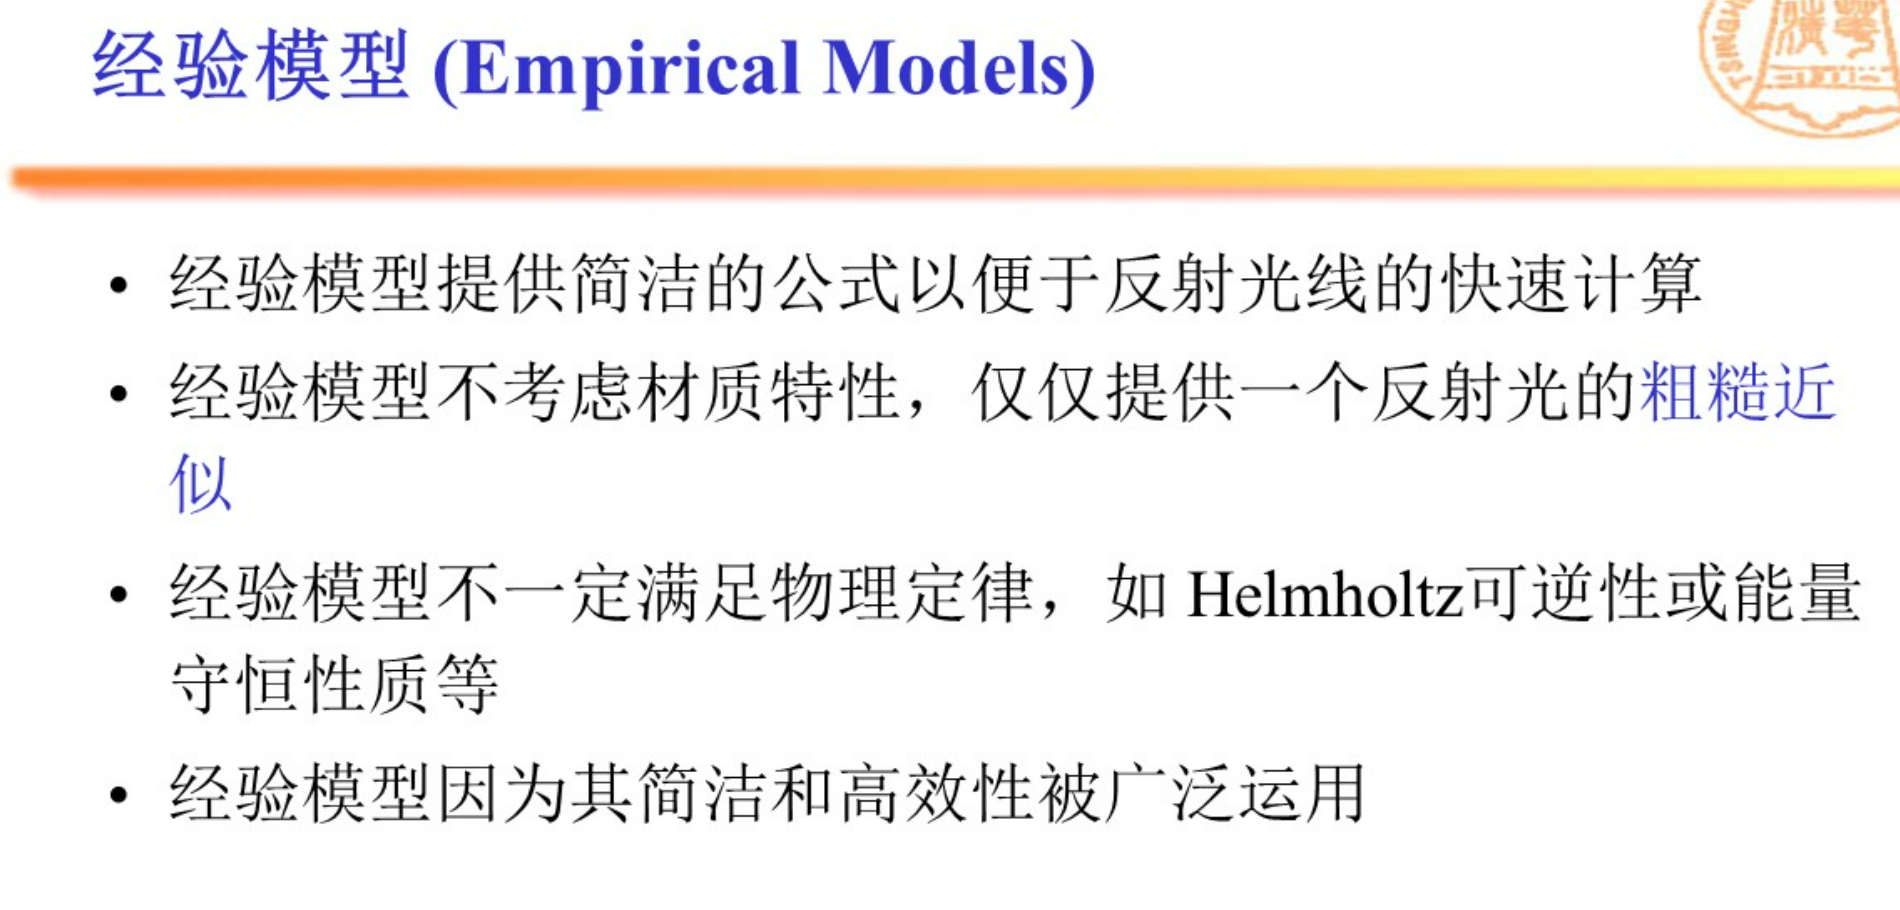 经验模型 (Empirical Models)
• 经验模型提供简洁的公式以便于反射光线的快速计算
• 经验模型不考虑材质特性，仅仅提供一个反射光的粗糙近
似
• 经验模型不一定满足物理定律，如 Helmholtz可逆性或能量
守恒性质等
• 经验模型因为其简洁和高效性被广泛运用